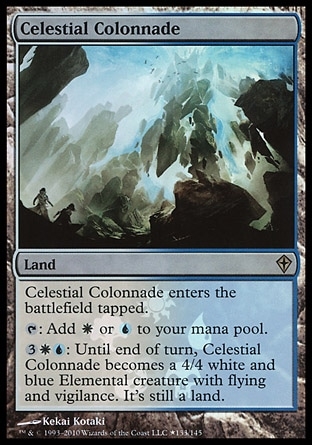 Celestial Colonnade
Land
Celestial Colonnade enters the
battlefield tapped.
: Add or to your mana pool.
3 : Until end of turn, Celestial
Colonnade becomes a 4/4 white and
blue Elemental creature with flying
and vigilance. It's still a land.
Kekai Kotaki
™ & © 1993–2010 Wizards of the Coast LLC ★133/145